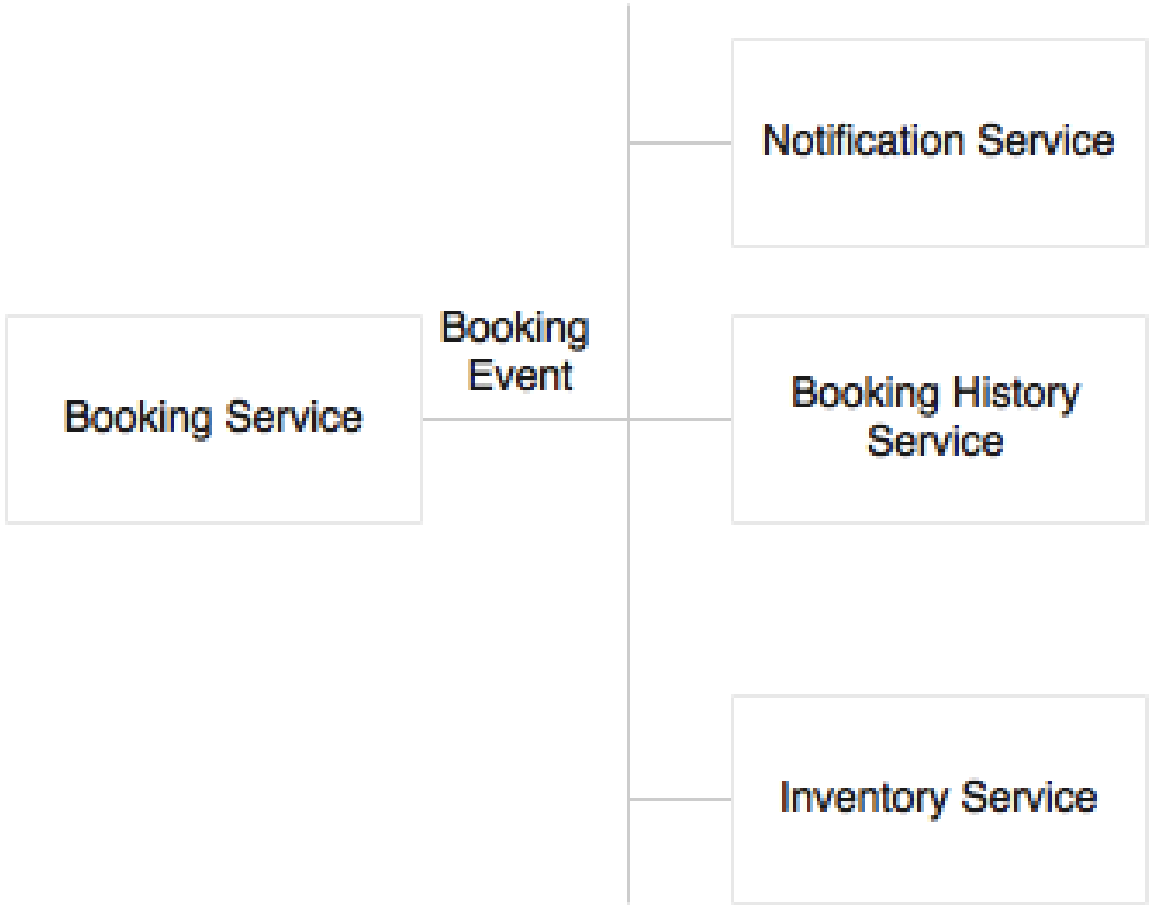 Notification Service
Booking
Event
Booking Service
Booking History
Service
Inventory Service